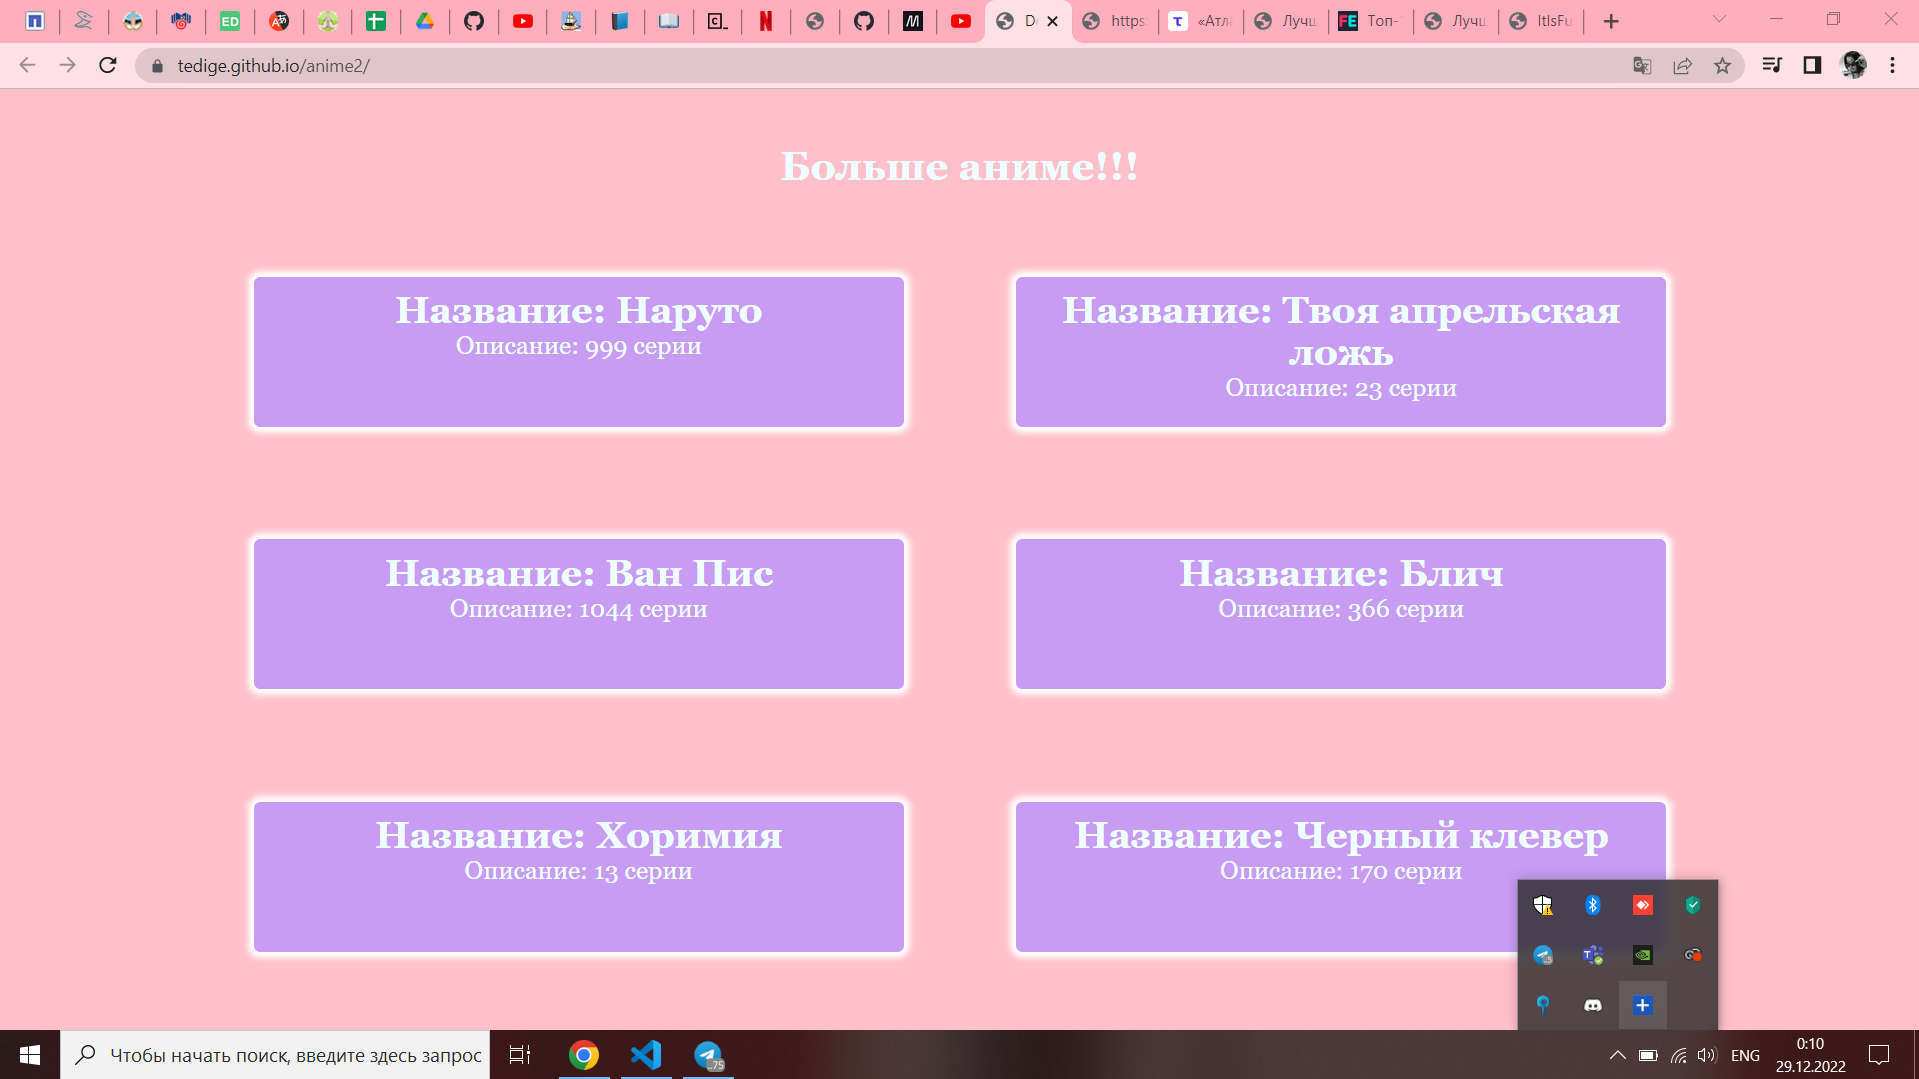 De
https:
«Атла
Лучш
Топ-
Лучш
ItIsFu
tedige.github.io/anime2/
Больше аниме!!!
Название: Наруто
Описание: 999 серии
Название: Твоя апрельская
ложь
Описание: 23 серии
Название: Ван Пис
Описание: 1044 серии
Название: Блич
Описание: 366 серии
Название: Хоримия
Описание: 13 серии
Название: Черный клевер
Описание: 170 серии
Чтобы начать поиск, введите здесь запрос
ENG
0:10
29.12.2022